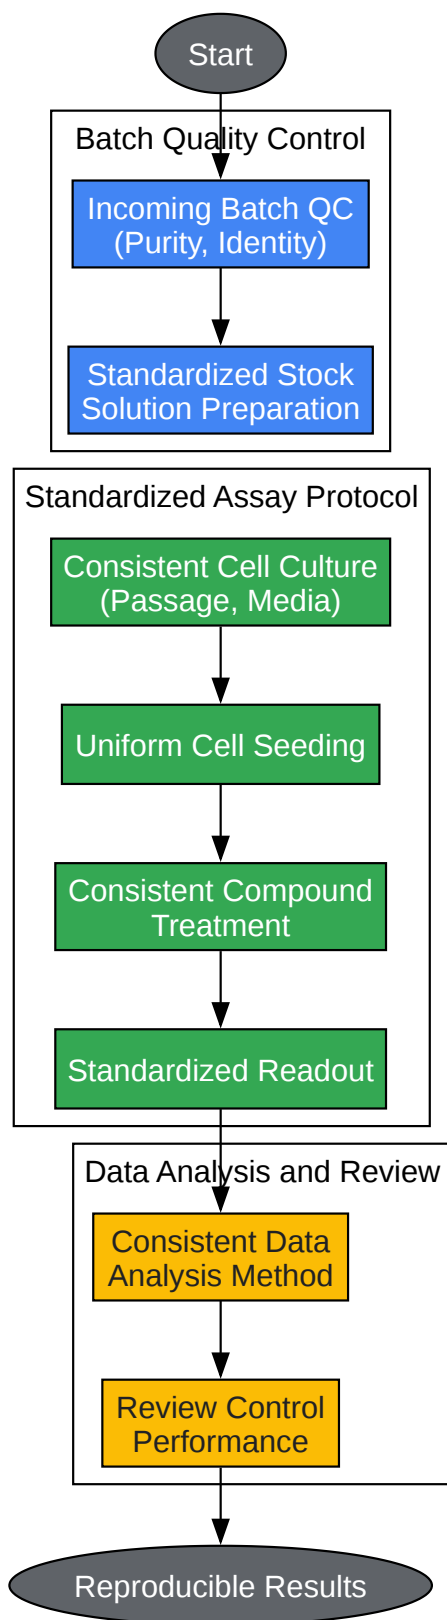 Start
Batch Quality Control
Incoming Batch QC
(Purity, Identity)
Standardized Stock
Solution Preparation
Standardized Assay Protocol
Consistent Cell Culture
(Passage, Media)
Uniform Cell Seeding
Consistent Compound
Treatment
Standardized Readout
Data Analysis and Review
Consistent Data
Analysis Method
Review Control
Performance
Reproducible Results